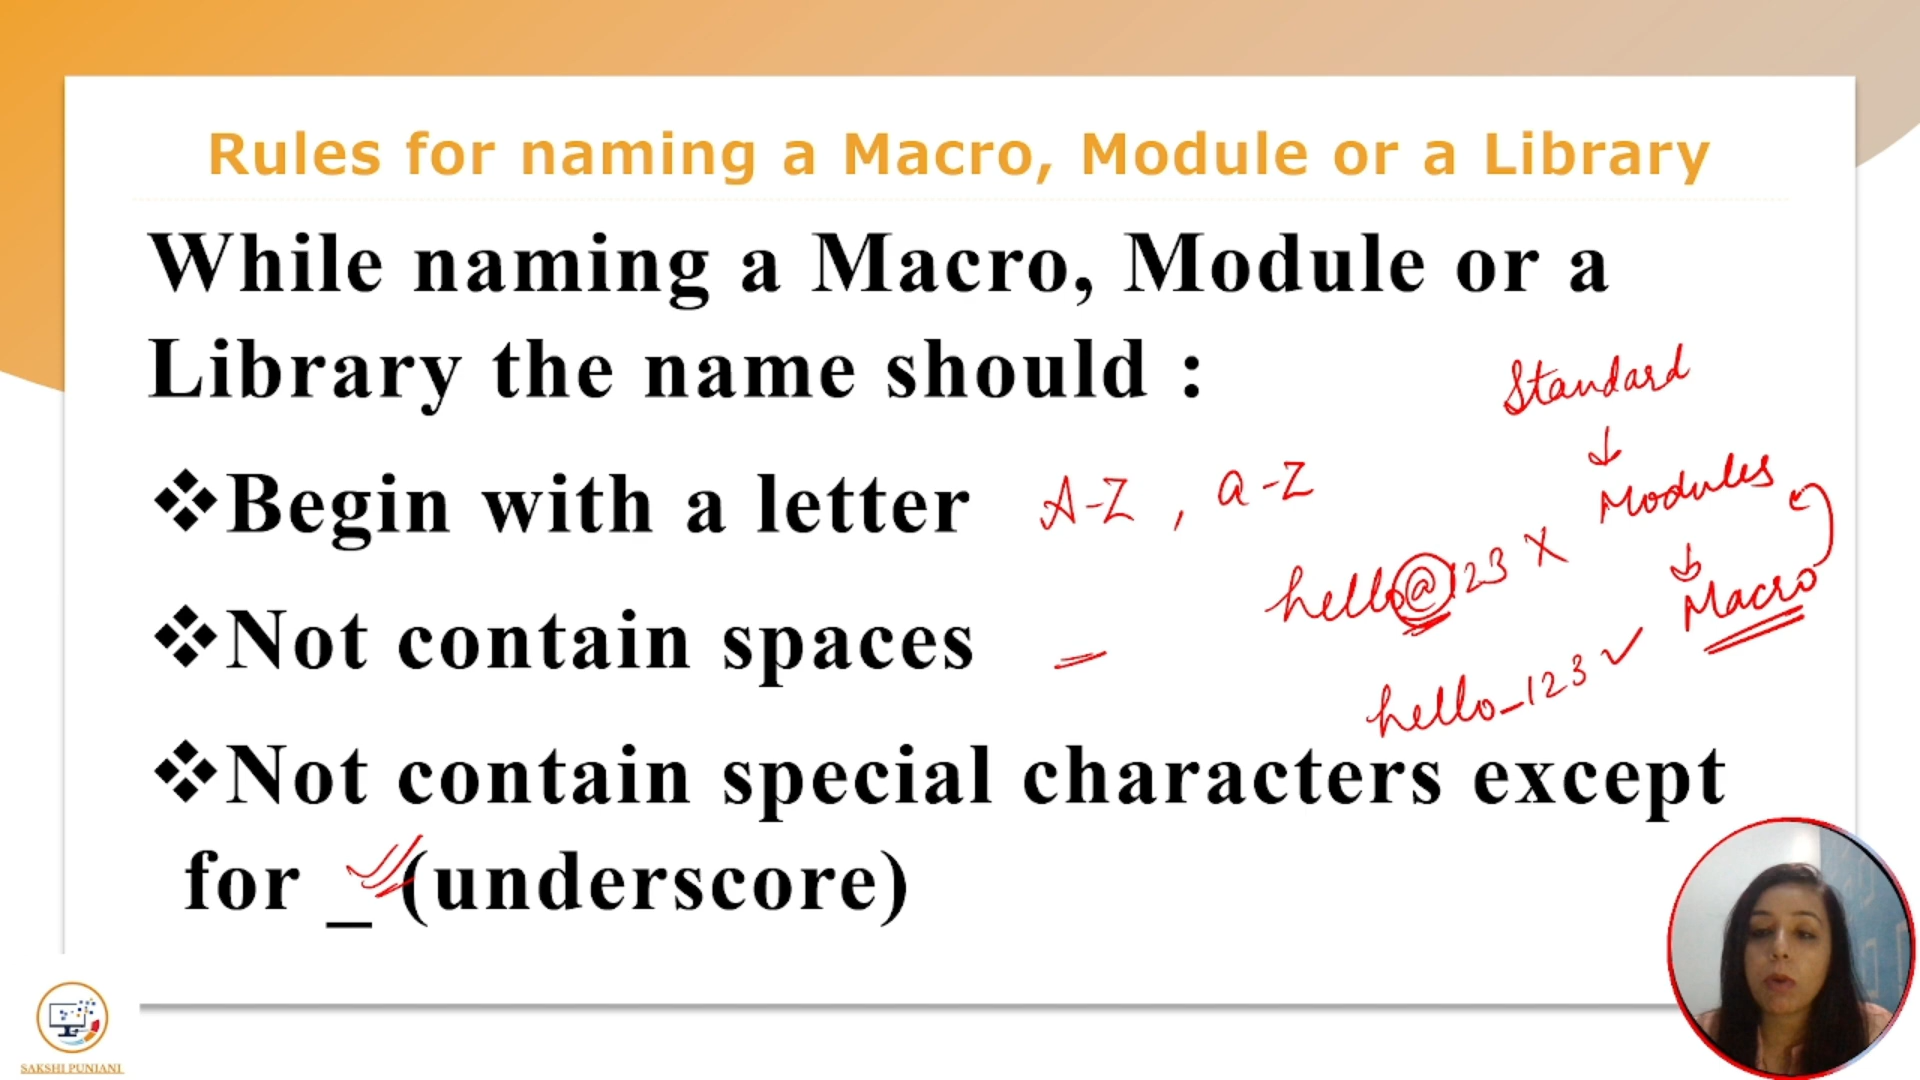 Rules for naming a Macro, Module or a Library
While naming a Macro, Module or a
Library the name should :
Standard
↓
Modules
❖Begin with a letter A-Z , a-z
hello@123 X
↓
Macro
❖Not contain spaces
hello_123 ✓
❖Not contain special characters except
for _ (underscore)
SAKSHI PUNIANI